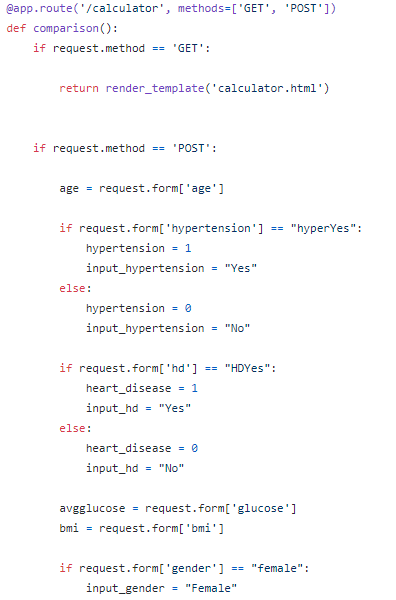 @app.route('/calculator', methods=['GET', 'POST'])
def comparison():
    if request.method == 'GET':

        return render_template('calculator.html')


    if request.method == 'POST':

        age = request.form['age']

        if request.form['hypertension'] == "hyperYes":
            hypertension = 1
            input_hypertension = "Yes"
        else:
            hypertension = 0
            input_hypertension = "No"

        if request.form['hd'] == "HDYes":
            heart_disease = 1
            input_hd = "Yes"
        else:
            heart_disease = 0
            input_hd = "No"

        avgglucose = request.form['glucose']
        bmi = request.form['bmi']

        if request.form['gender'] == "female":
            input_gender = "Female"